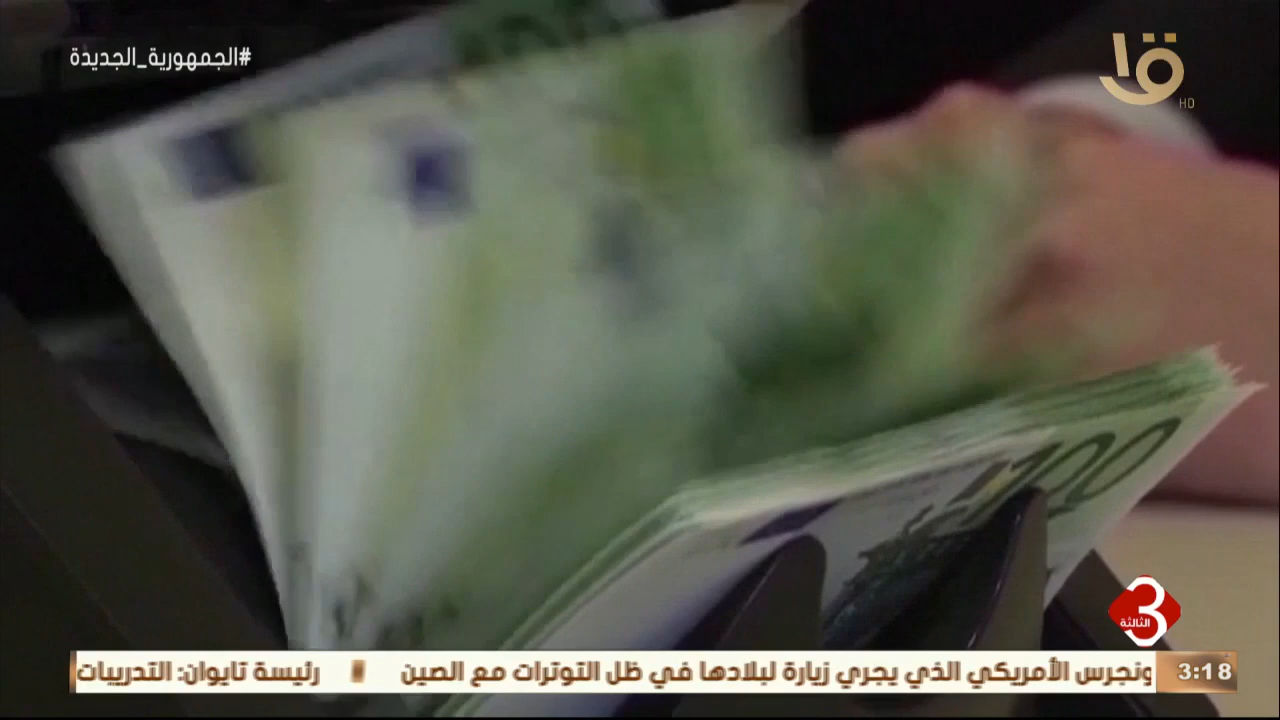 #الجمهورية_الجديدة
HD
100
3
الثالثة
ونجرس الأمريكي الذي يجري زيارة لبلادها في ظل التوترات مع الصين
رئيسة تايوان: التدريبات
3:18